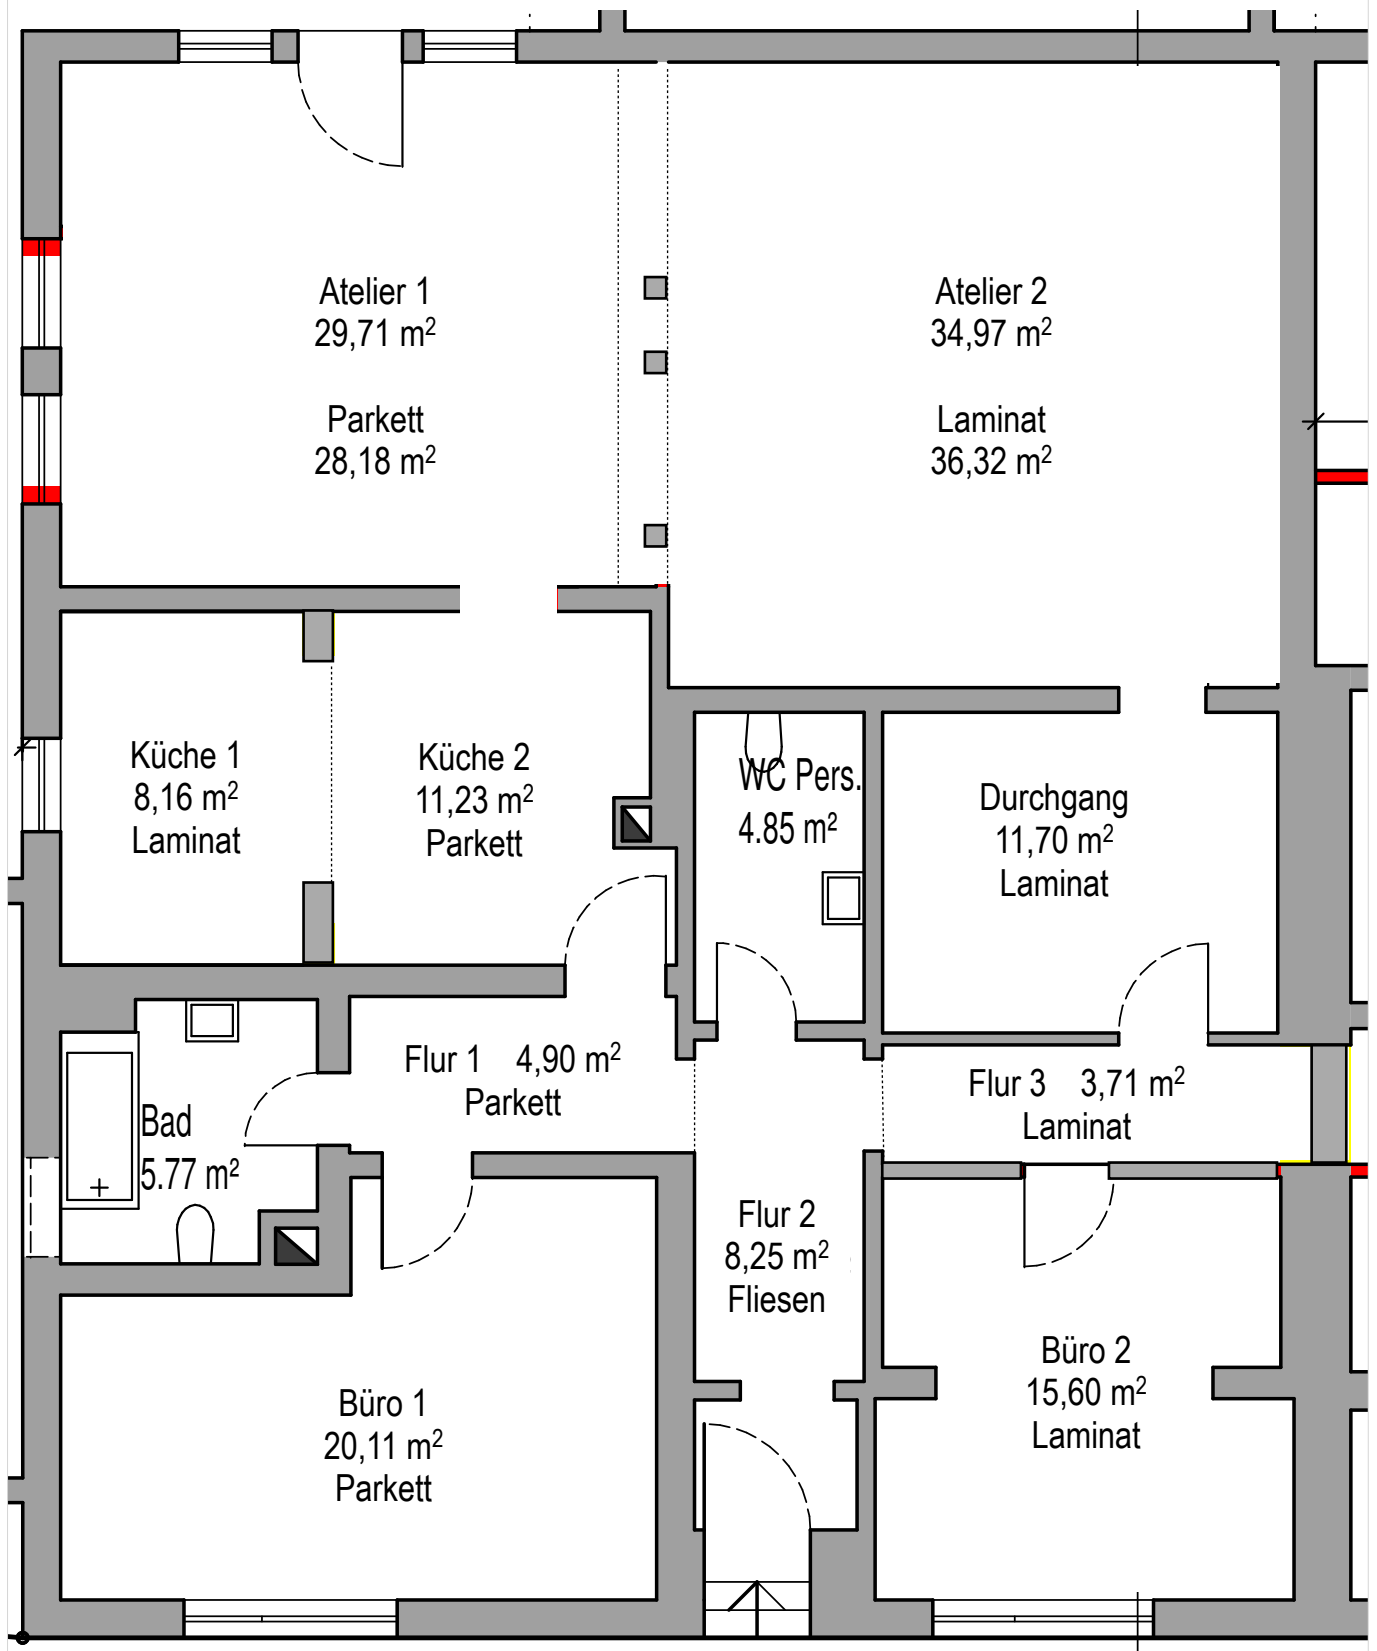 Atelier 1
29,71 m²
Parkett
28,18 m²
Atelier 2
34,97 m²
Laminat
36,32 m²
Küche 1
8,16 m²
Laminat
Küche 2
11,23 m²
Parkett
WC Pers.
4.85 m²
Durchgang
11,70 m²
Laminat
Flur 1 4,90 m²
Parkett
Flur 3 3,71 m²
Laminat
Bad
5.77 m²
Flur 2
8,25 m²
Fliesen
Büro 1
20,11 m²
Parkett
Büro 2
15,60 m²
Laminat